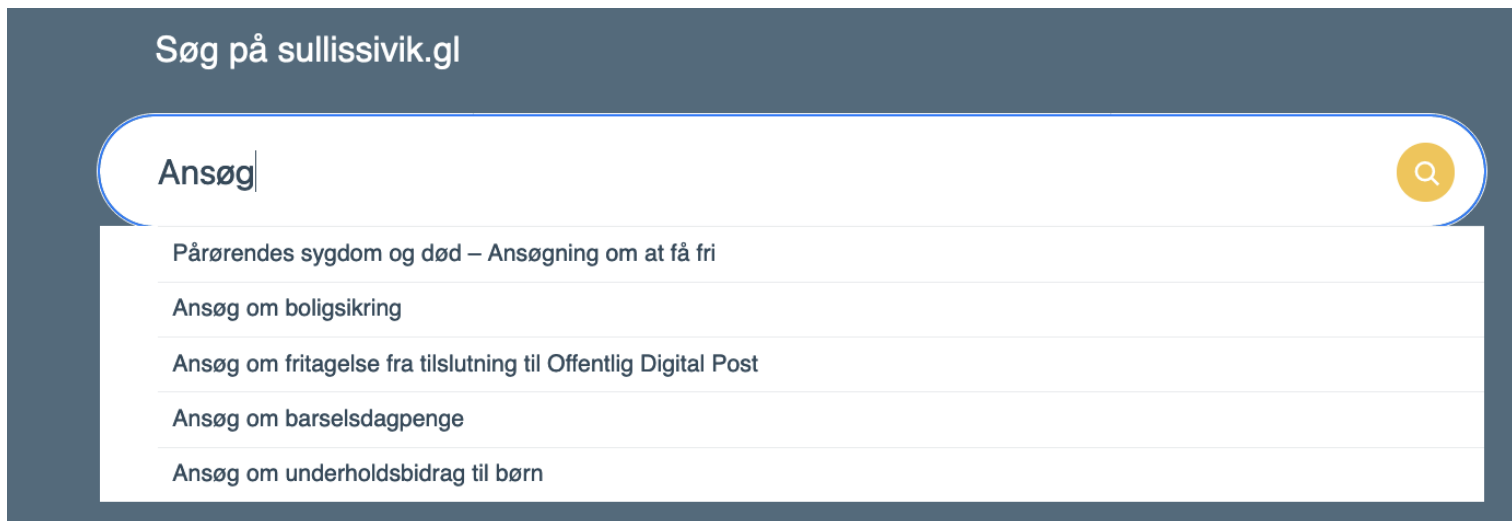 Søg på sullissivik.gl
Ansøg
Pårørendes sygdom og død – Ansøgning om at få fri
Ansøg om boligsikring
Ansøg om fritagelse fra tilslutning til Offentlig Digital Post
Ansøg om barselsdagpenge
Ansøg om underholdsbidrag til børn